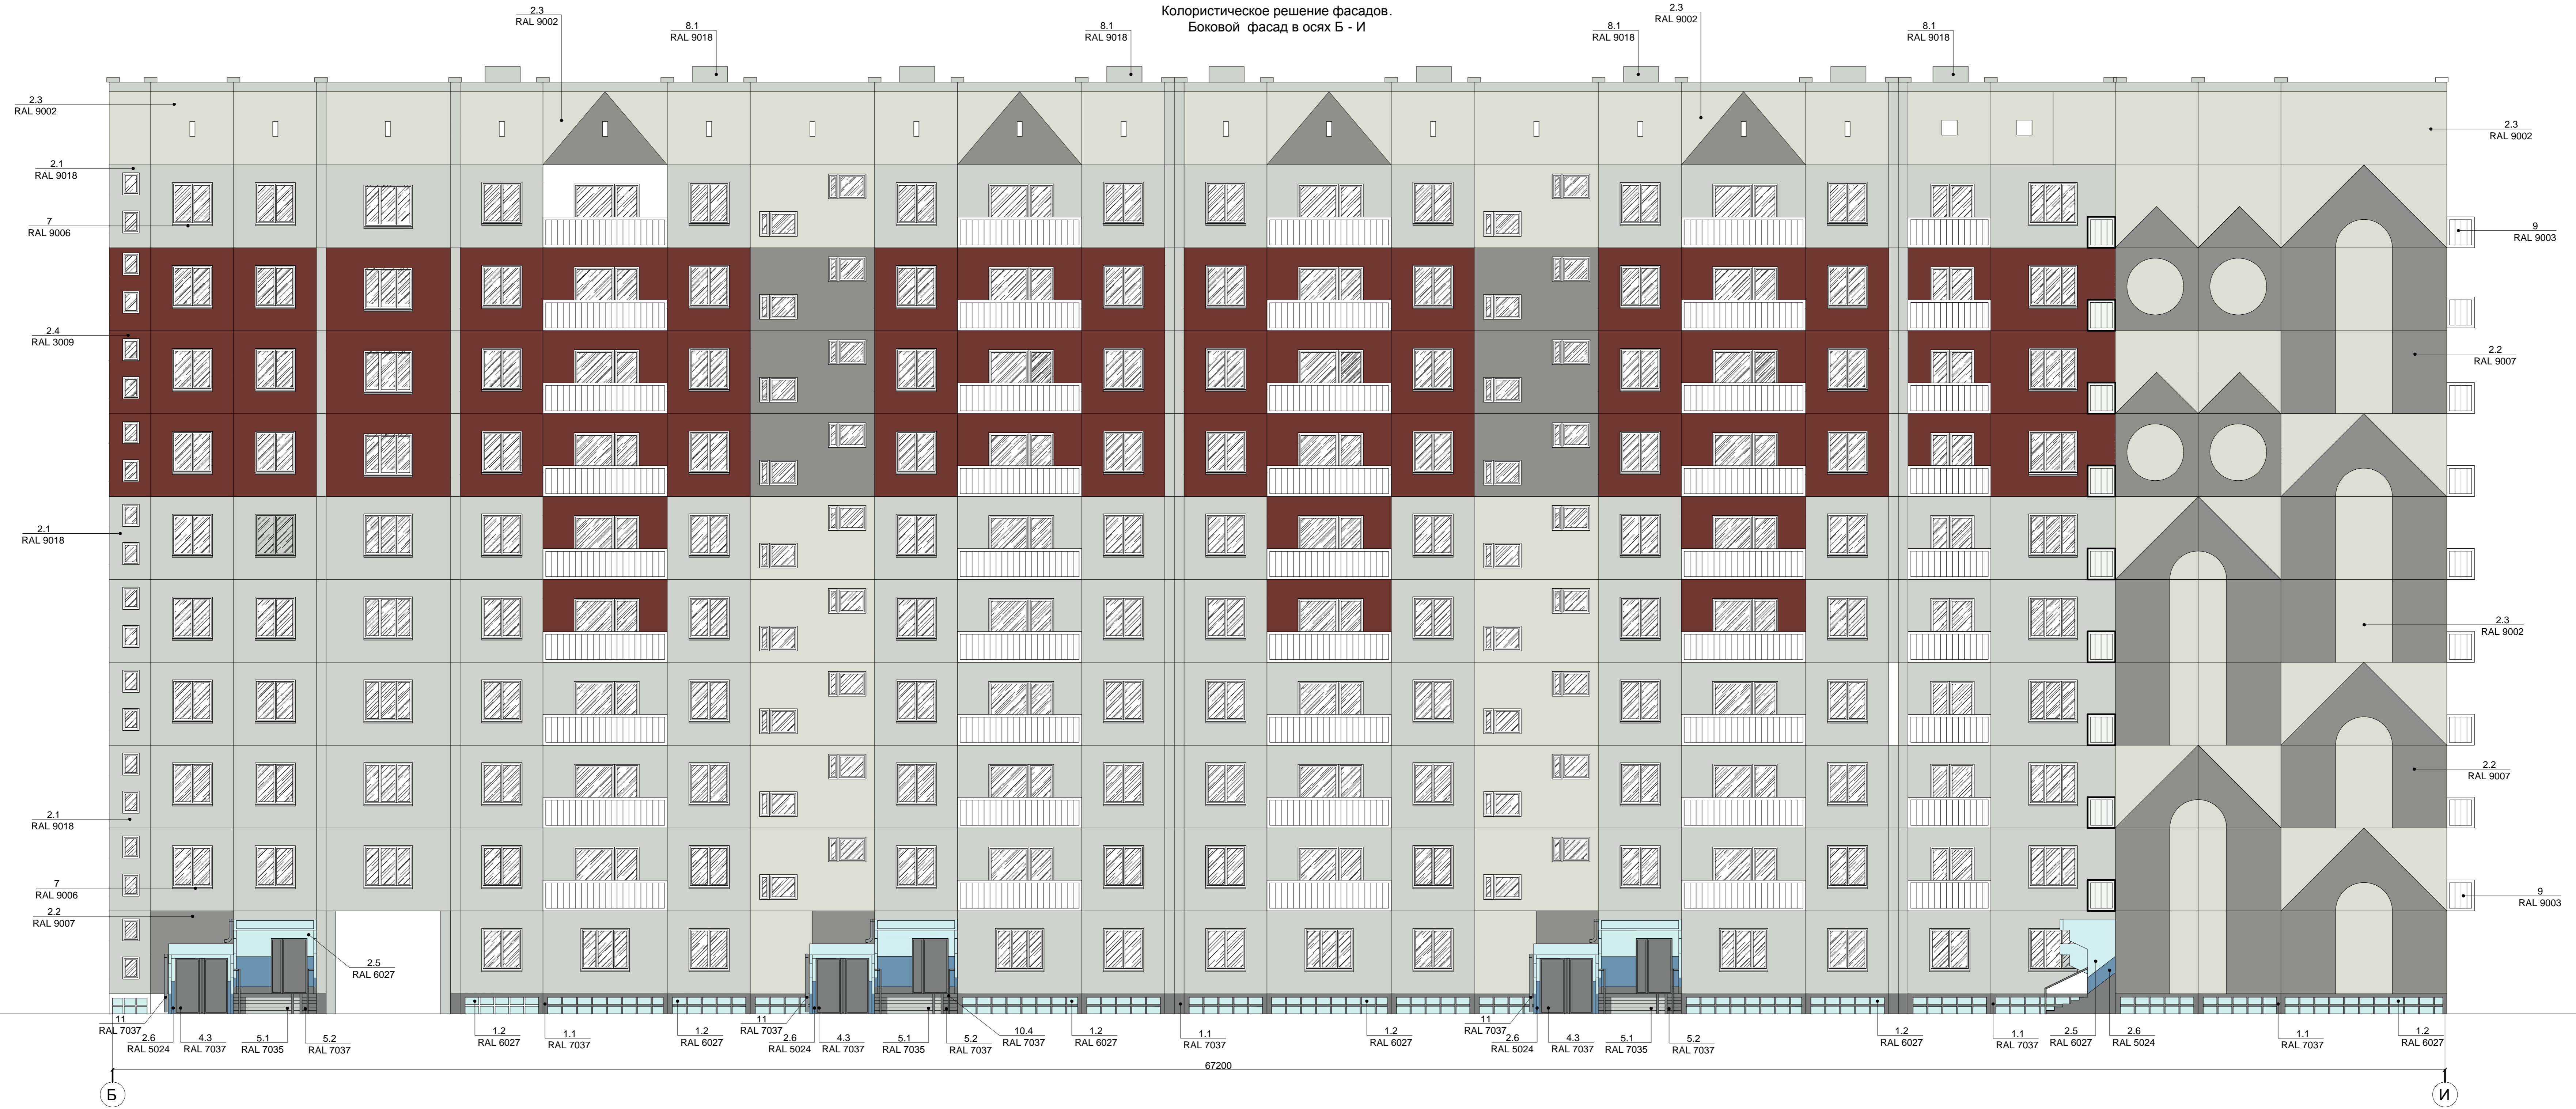 Колористическое решение фасадов.
Боковой фасад в осях Б - И
2.3
RAL 9002
8.1
RAL 9018
8.1
RAL 9018
8.1
RAL 9018
2.3
RAL 9002
8.1
RAL 9018
2.3
RAL 9002
2.3
RAL 9002
2.1
RAL 9018
7
RAL 9006
9
RAL 9003
2.4
RAL 3009
2.2
RAL 9007
2.1
RAL 9018
2.3
RAL 9002
2.2
RAL 9007
2.1
RAL 9018
7
RAL 9006
9
RAL 9003
2.2
RAL 9007
2.5
RAL 6027
11
RAL 7037
2.6
RAL 5024
4.3
RAL 7037
5.1
RAL 7035
5.2
RAL 7037
1.2
RAL 6027
1.1
RAL 7037
1.2
RAL 6027
11
RAL 7037
2.6
RAL 5024
4.3
RAL 7037
5.1
RAL 7035
5.2
RAL 7037
10.4
RAL 7037
1.2
RAL 6027
1.1
RAL 7037
1.2
RAL 6027
11
RAL 7037
2.6
RAL 5024
4.3
RAL 7037
5.1
RAL 7035
5.2
RAL 7037
1.2
RAL 6027
1.1
RAL 7037
2.5
RAL 6027
2.6
RAL 5024
1.1
RAL 7037
1.2
RAL 6027
67200
Б
И